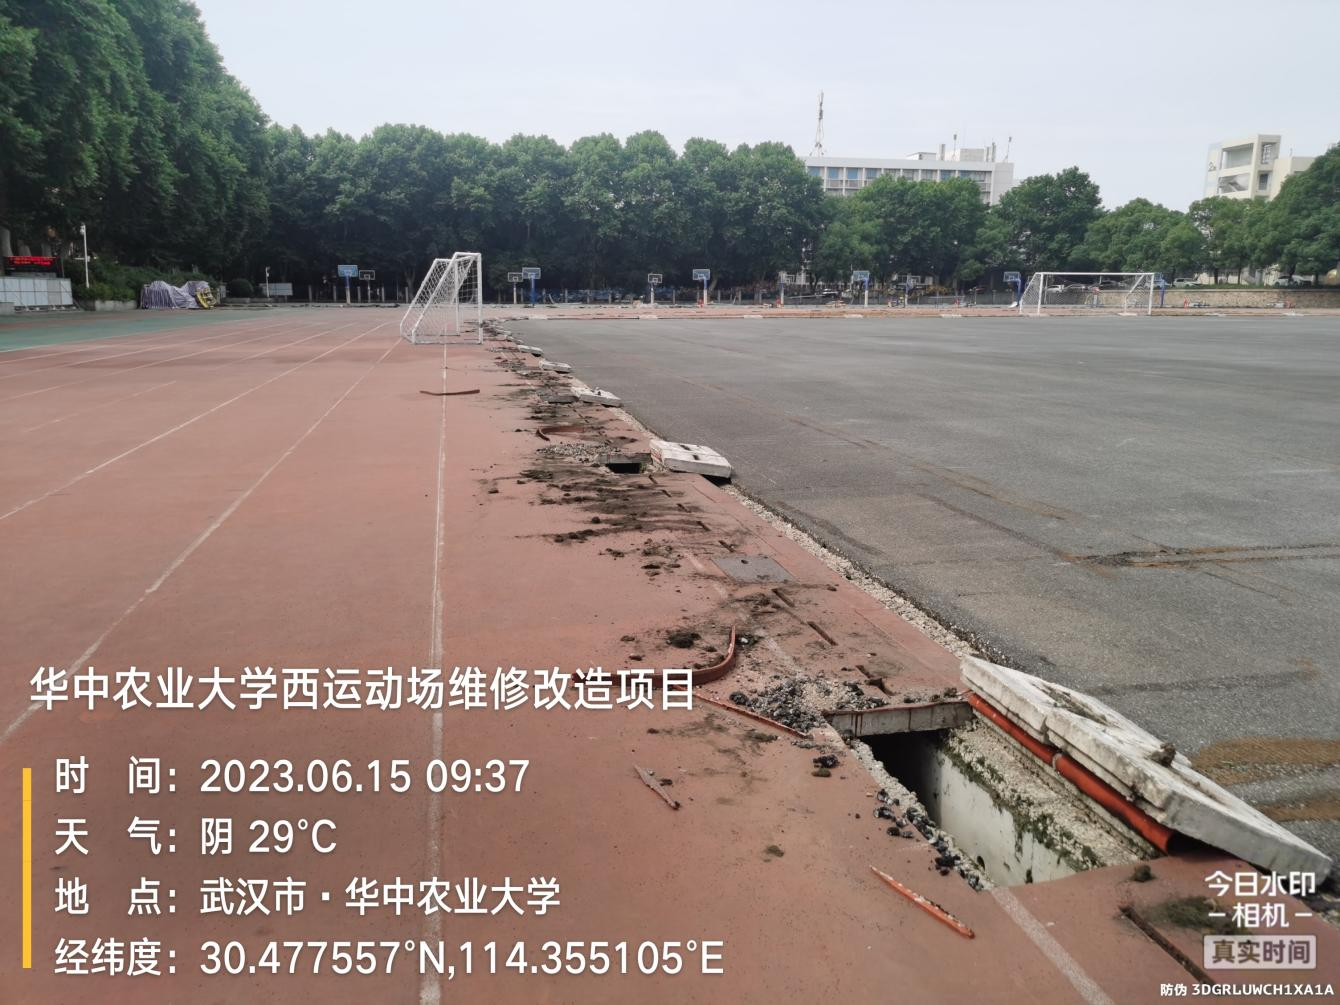 华中农业大学西运动场维修改造项目
时 间：2023.06.15 09:37
天 气：阴 29°C
地 点：武汉市·华中农业大学
经纬度：30.477557°N,114.355105°E
今日水印
-相机-
真实时间
防伪 3DGRLUWCH1XA1A